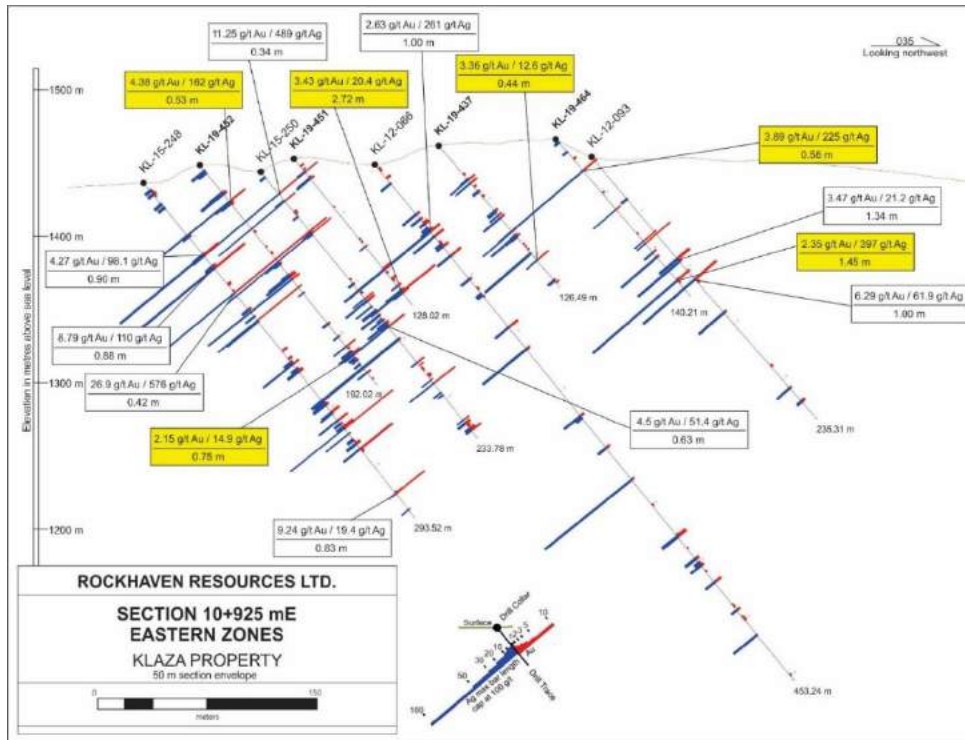 11.25 g/t Au / 489 g/t Ag
0.34 m
2.63 g/t Au / 261 g/t Ag
1.00 m
035
Looking northwest
4.38 g/t Au / 162 g/t Ag
0.53 m
3.43 g/t Au / 20.4 g/t Ag
2.72 m
3.36 g/t Au / 12.6 g/t Ag
0.44 m
1500 m
KL-15-248
KL-19-452
KL-15-250
KL-19-451
KL-12-066
KL-19-437
KL-19-464
KL-12-093
3.89 g/t Au / 225 g/t Ag
0.56 m
3.47 g/t Au / 21.2 g/t Ag
1.34 m
1400 m
2.35 g/t Au / 397 g/t Ag
1.45 m
4.27 g/t Au / 98.1 g/t Ag
0.90 m
126.49 m
6.29 g/t Au / 61.9 g/t Ag
1.00 m
128.02 m
140.21 m
Elevation in metres above sea level
8.79 g/t Au / 110 g/t Ag
0.88 m
1300 m
26.9 g/t Au / 576 g/t Ag
0.42 m
192.02 m
238.31 m
4.5 g/t Au / 51.4 g/t Ag
0.63 m
2.15 g/t Au / 14.9 g/t Ag
0.75 m
233.78 m
1200 m
9.24 g/t Au / 19.4 g/t Ag
0.83 m
293.52 m
ROCKHAVEN RESOURCES LTD.
SECTION 10+925 mE
EASTERN ZONES
KLAZA PROPERTY
50 m section envelope
0
150
meters
Surface
Drill Collar
10
5
10
20
30
50
160
Au
Ag max bar length
cap at 100 g/t
Drill Trace
453.24 m